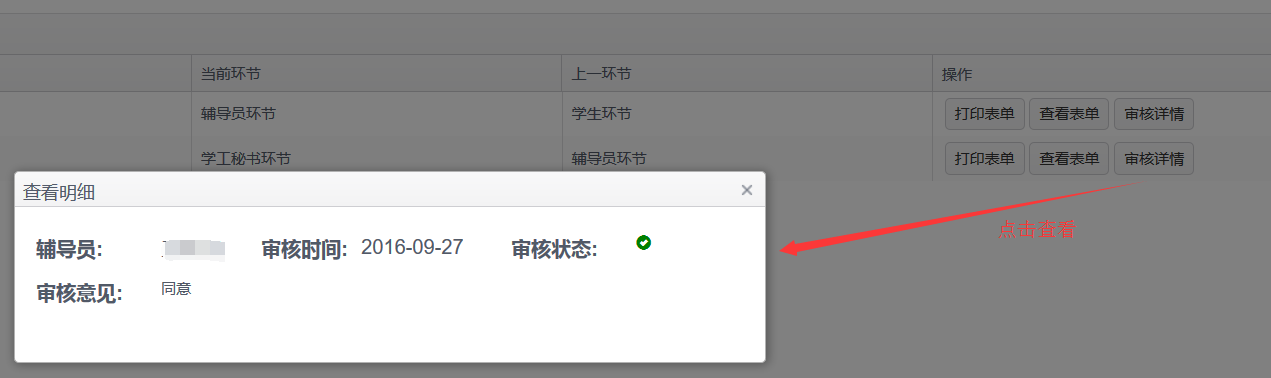 当前环节 上一环节 操作
辅导员环节 学生环节 打印表单 查看表单 审核详情
学工秘书环节 辅导员环节 打印表单 查看表单 审核详情
查看明细 ×
点击查看
辅导员: 审核时间: 2016-09-27 审核状态:
审核意见: 同意